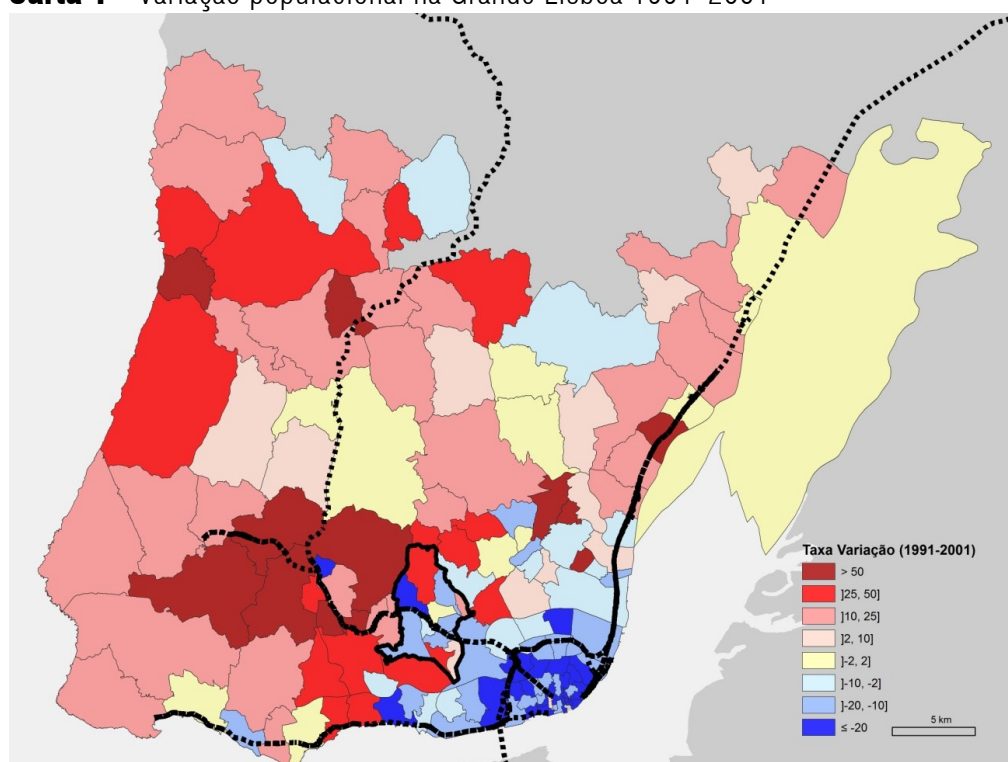 Carta 1 Variação populacional na Grande Lisboa 1991-2001
Taxa Variação (1991-2001)
> 50
]25, 50]
]10, 25]
]2, 10]
]-2, 2]
]-10, -2]
]-20, -10]
≤ -20
5 km